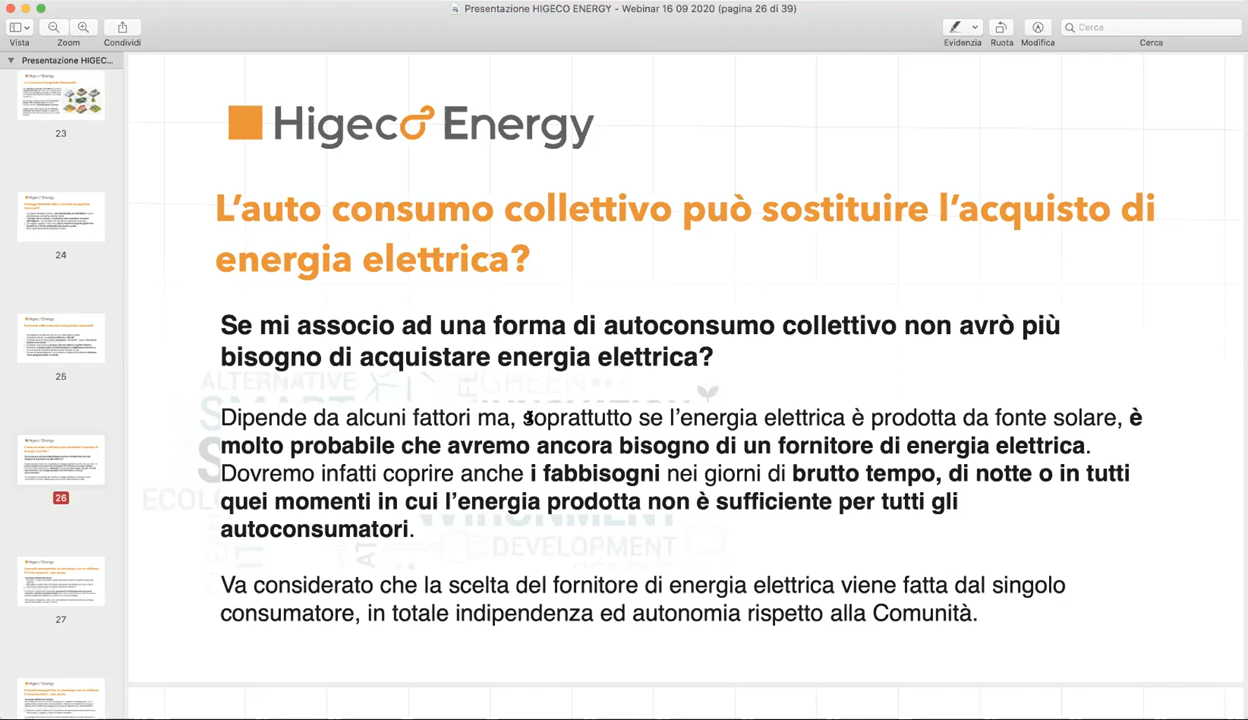 Presentazione HIGECO ENERGY - Webinar 16 09 2020 (pagina 26 di 39)
Vista
Zoom
Condividi
Evidenzia
Ruota
Modifica
Cerca
Cerca
Presentazione HIGEC...
23
24
25
26
27
Higeco Energy
L'auto consumo collettivo può sostituire l'acquisto di
energia elettrica?
Se mi associo ad una forma di autoconsumo collettivo non avrò più
bisogno di acquistare energia elettrica?
Dipende da alcuni fattori ma, soprattutto se l'energia elettrica è prodotta da fonte solare, è
molto probabile che avremo ancora bisogno di un fornitore di energia elettrica.
Dovremo infatti coprire anche i fabbisogni nei giorni di brutto tempo, di notte o in tutti
quei momenti in cui l'energia prodotta non è sufficiente per tutti gli
autoconsumatori.
Va considerato che la scelta del fornitore di energia elettrica viene fatta dal singolo
consumatore, in totale indipendenza ed autonomia rispetto alla Comunità.
ALTERNATIVE
GREEN
DEVELOPMENT